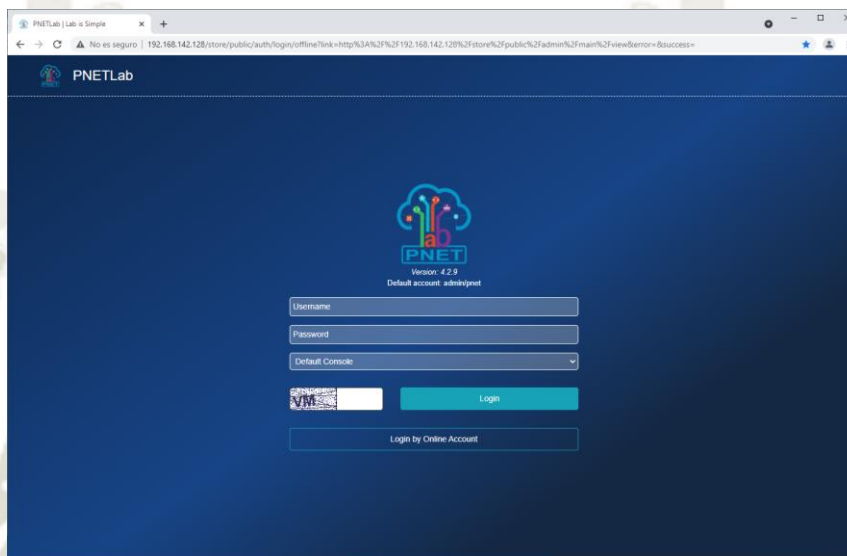 PNETLab | Lab is Simple
No es seguro | 192.168.142.128/store/public/auth/login/offline?link=http%3A%2F%2F192.168.142.128%2Fstore%2Fpublic%2Fadmin%2Fmain%2Fview&error=&success=
PNETLab
lab
PNET
Version: 4.2.9
Default account: admin/pnet
Username
Password
Default Console
VM
Login
Login by Online Account